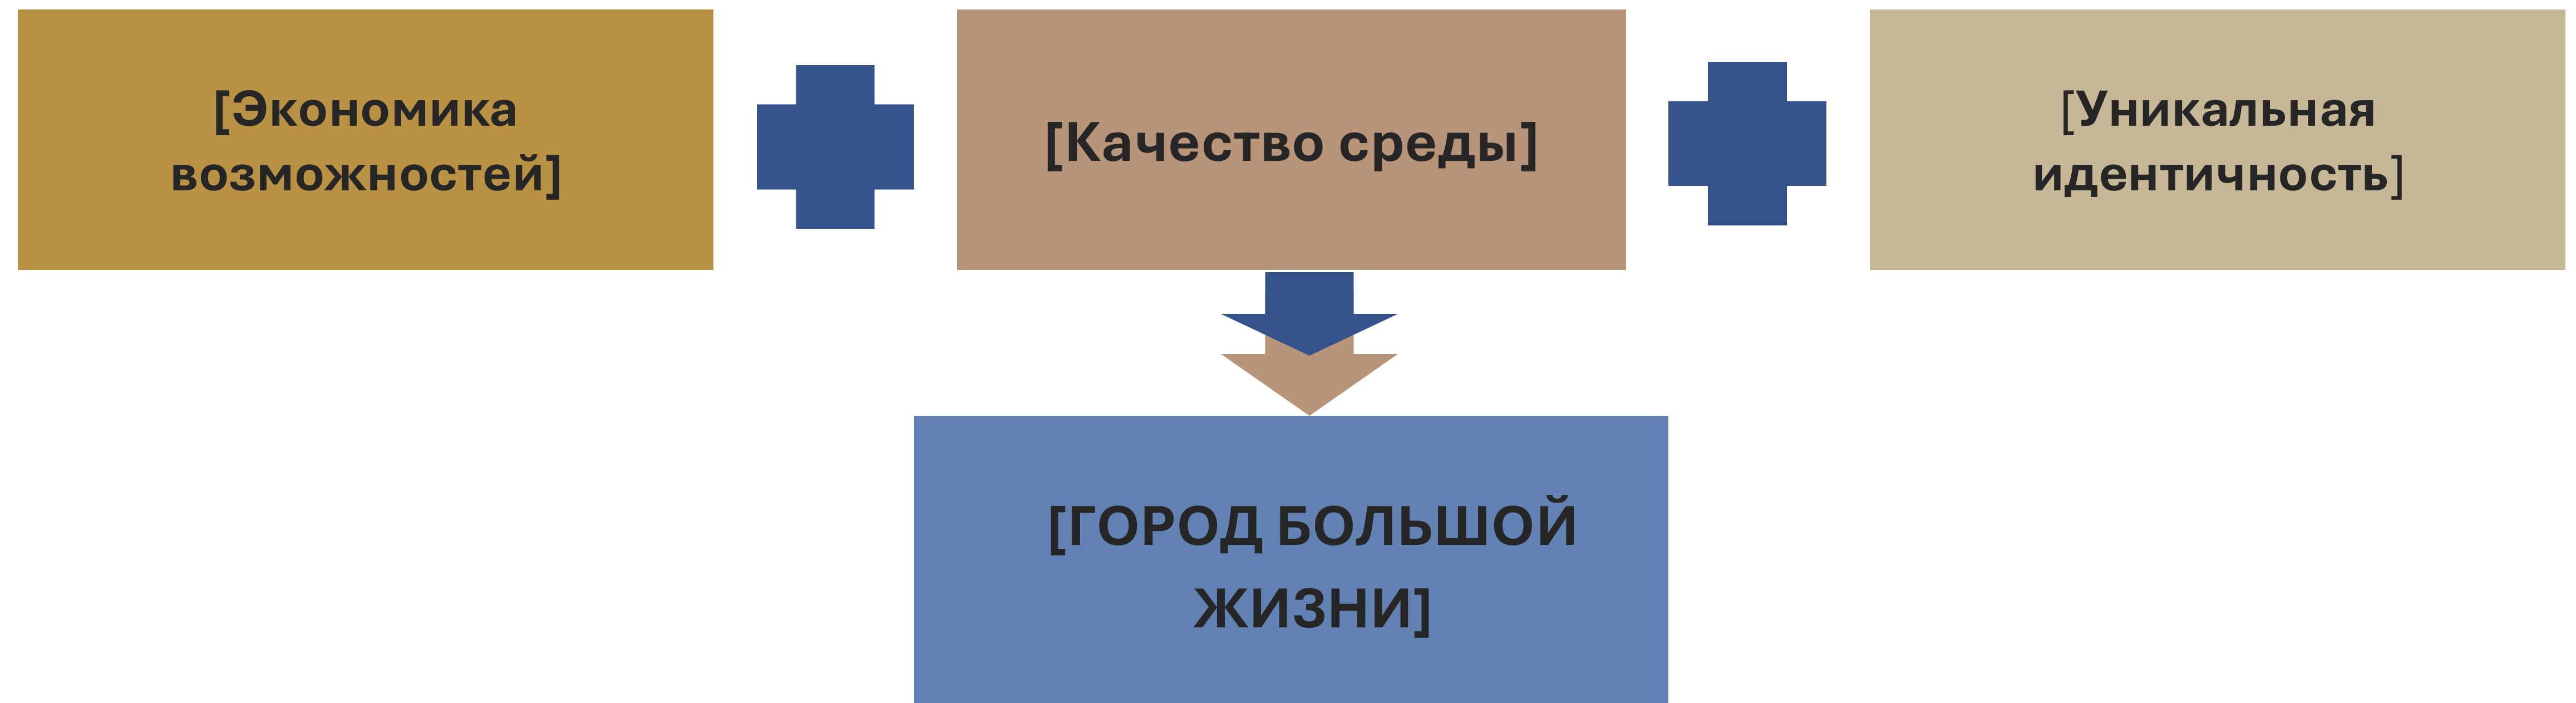 [Экономика
возможностей]
[Качество среды]
[Уникальная
идентичность]
[ГОРОД БОЛЬШОЙ
ЖИЗНИ]